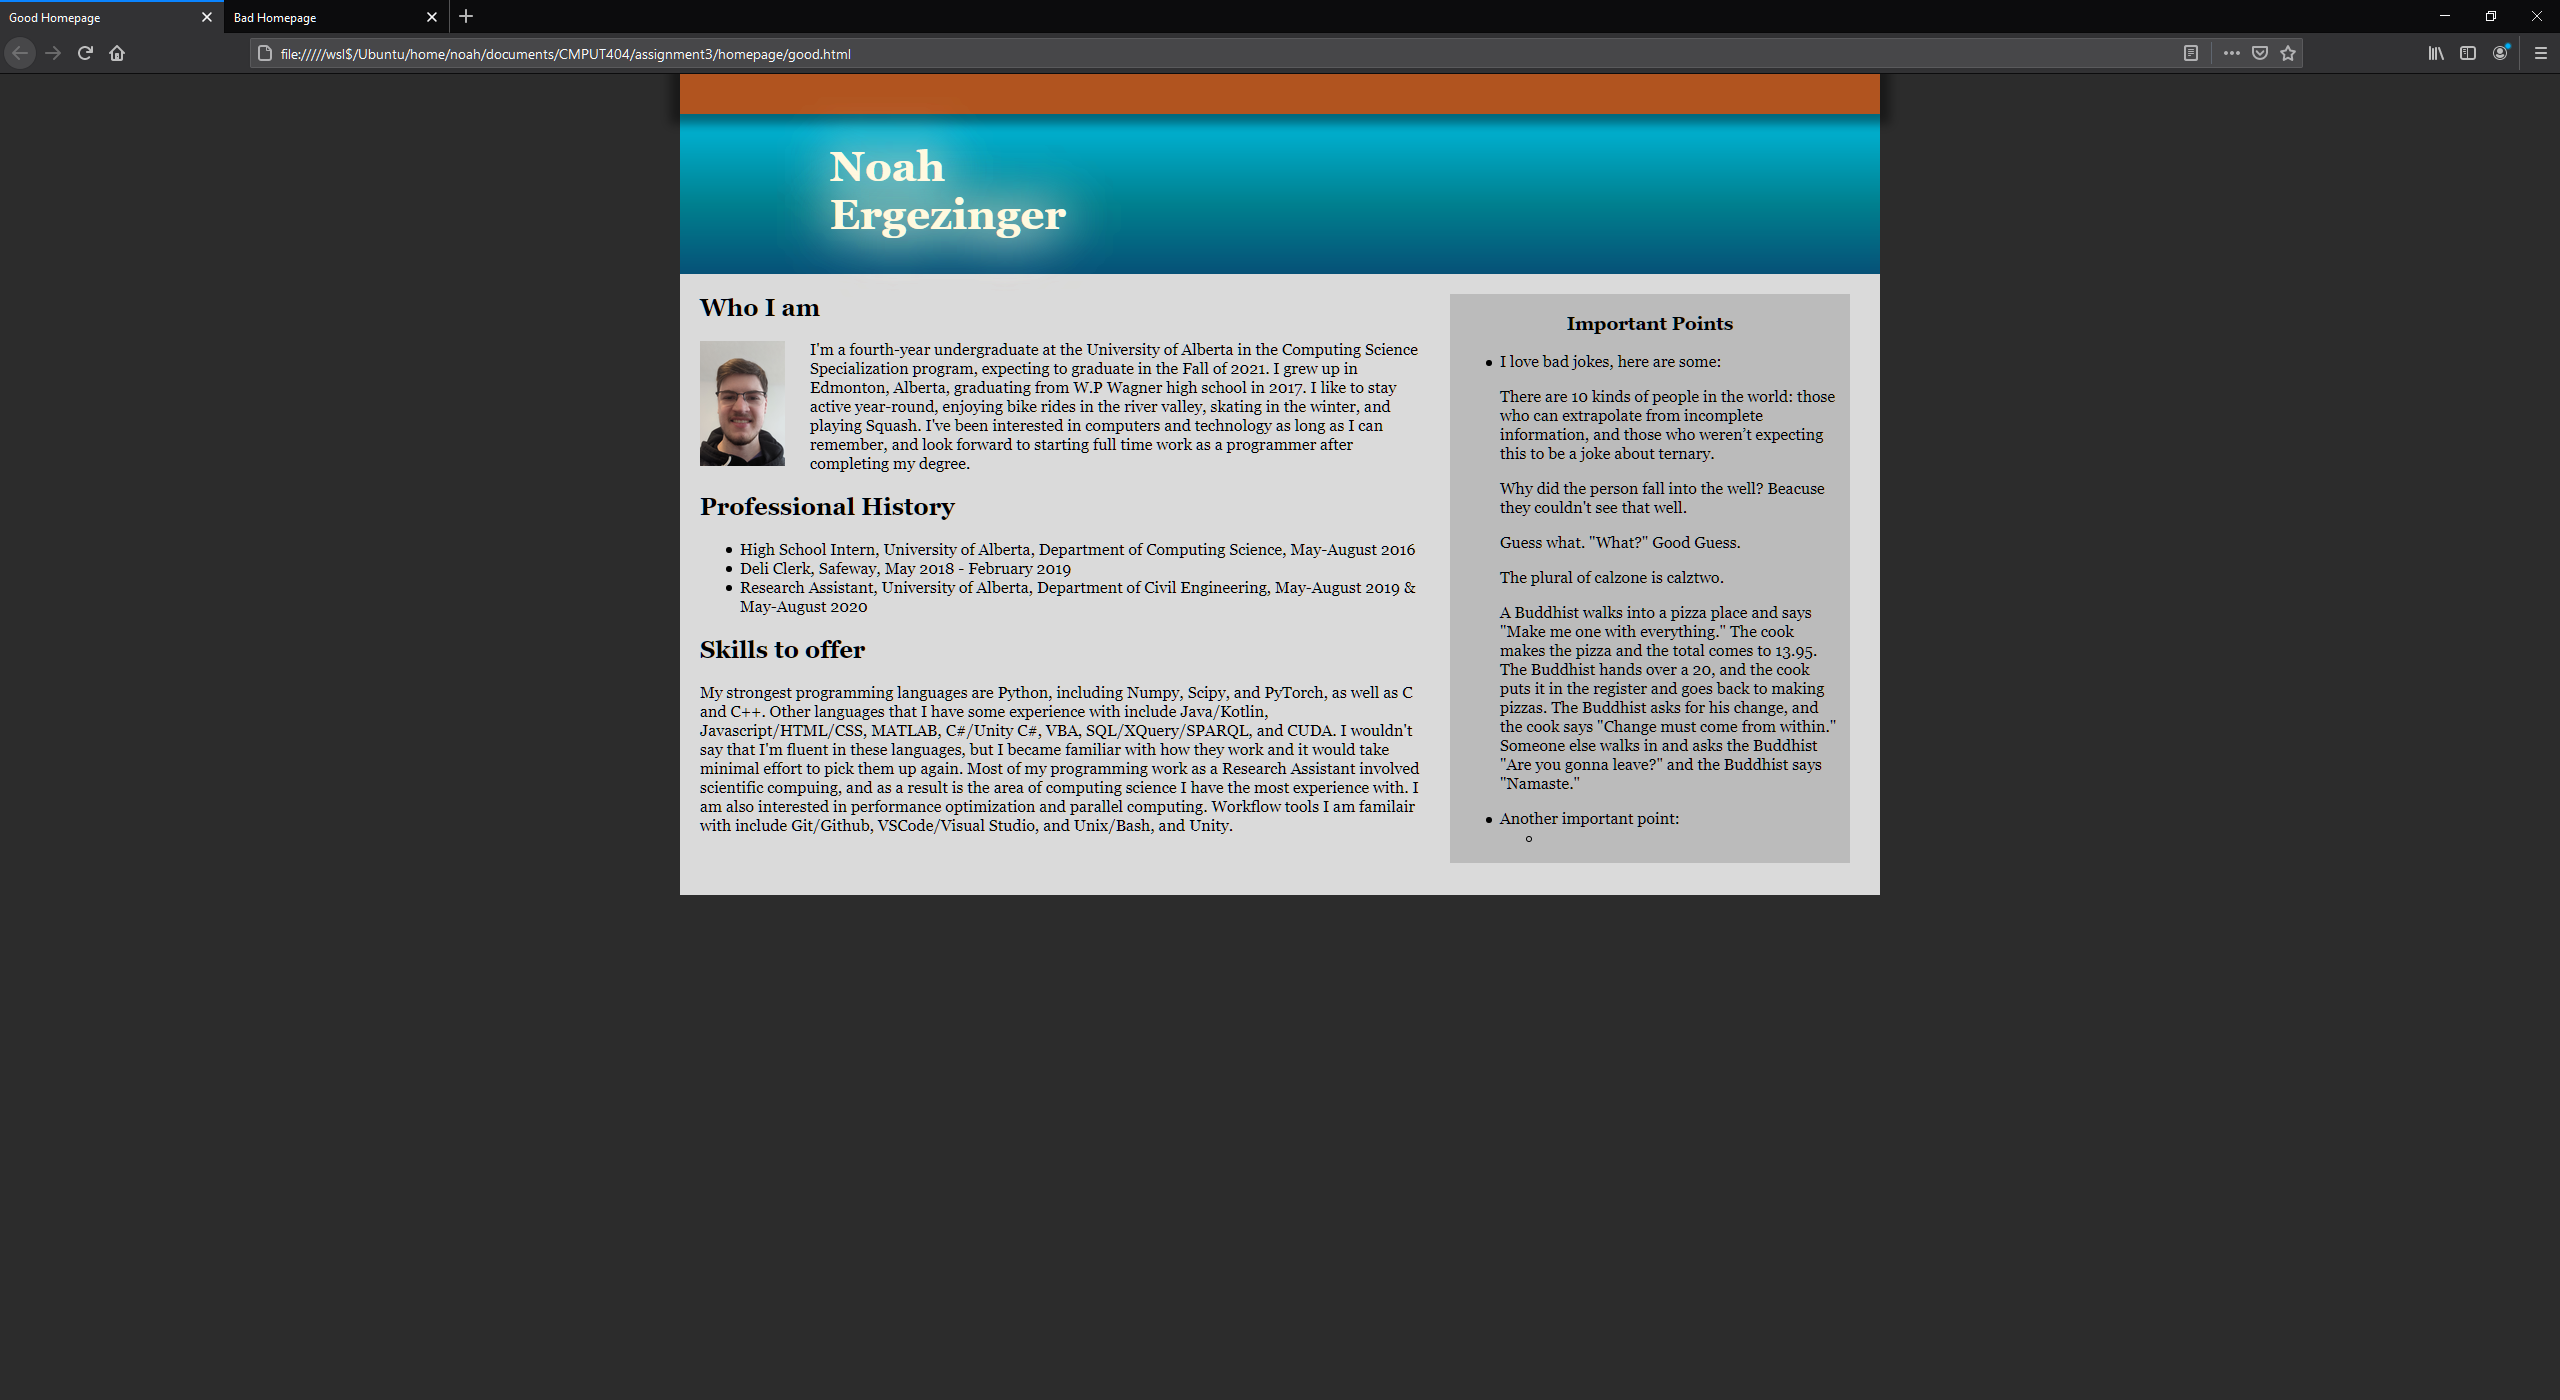 Good Homepage
Bad Homepage
file://///wsl$/Ubuntu/home/noah/documents/CMPUT404/assignment3/homepage/good.html
Noah
Ergezinger
Who I am
I'm a fourth-year undergraduate at the University of Alberta in the Computing Science
Specialization program, expecting to graduate in the Fall of 2021. I grew up in
Edmonton, Alberta, graduating from W.P Wagner high school in 2017. I like to stay
active year-round, enjoying bike rides in the river valley, skating in the winter, and
playing Squash. I've been interested in computers and technology as long as I can
remember, and look forward to starting full time work as a programmer after
completing my degree.
Professional History
High School Intern, University of Alberta, Department of Computing Science, May-August 2016
Deli Clerk, Safeway, May 2018 - February 2019
Research Assistant, University of Alberta, Department of Civil Engineering, May-August 2019 &
May-August 2020
Skills to offer
My strongest programming languages are Python, including Numpy, Scipy, and PyTorch, as well as C
and C++. Other languages that I have some experience with include Java/Kotlin,
Javascript/HTML/CSS, MATLAB, C#/Unity C#, VBA, SQL/XQuery/SPARQL, and CUDA. I wouldn't
say that I'm fluent in these languages, but I became familiar with how they work and it would take
minimal effort to pick them up again. Most of my programming work as a Research Assistant involved
scientific compuing, and as a result is the area of computing science I have the most experience with. I
am also interested in performance optimization and parallel computing. Workflow tools I am familair
with include Git/Github, VSCode/Visual Studio, and Unix/Bash, and Unity.
Important Points
I love bad jokes, here are some:
There are 10 kinds of people in the world: those
who can extrapolate from incomplete
information, and those who weren’t expecting
this to be a joke about ternary.
Why did the person fall into the well? Beacuse
they couldn't see that well.
Guess what. "What?" Good Guess.
The plural of calzone is calztwo.
A Buddhist walks into a pizza place and says
"Make me one with everything." The cook
makes the pizza and the total comes to 13.95.
The Buddhist hands over a 20, and the cook
puts it in the register and goes back to making
pizzas. The Buddhist asks for his change, and
the cook says "Change must come from within."
Someone else walks in and asks the Buddhist
"Are you gonna leave?" and the Buddhist says
"Namaste."
Another important point: